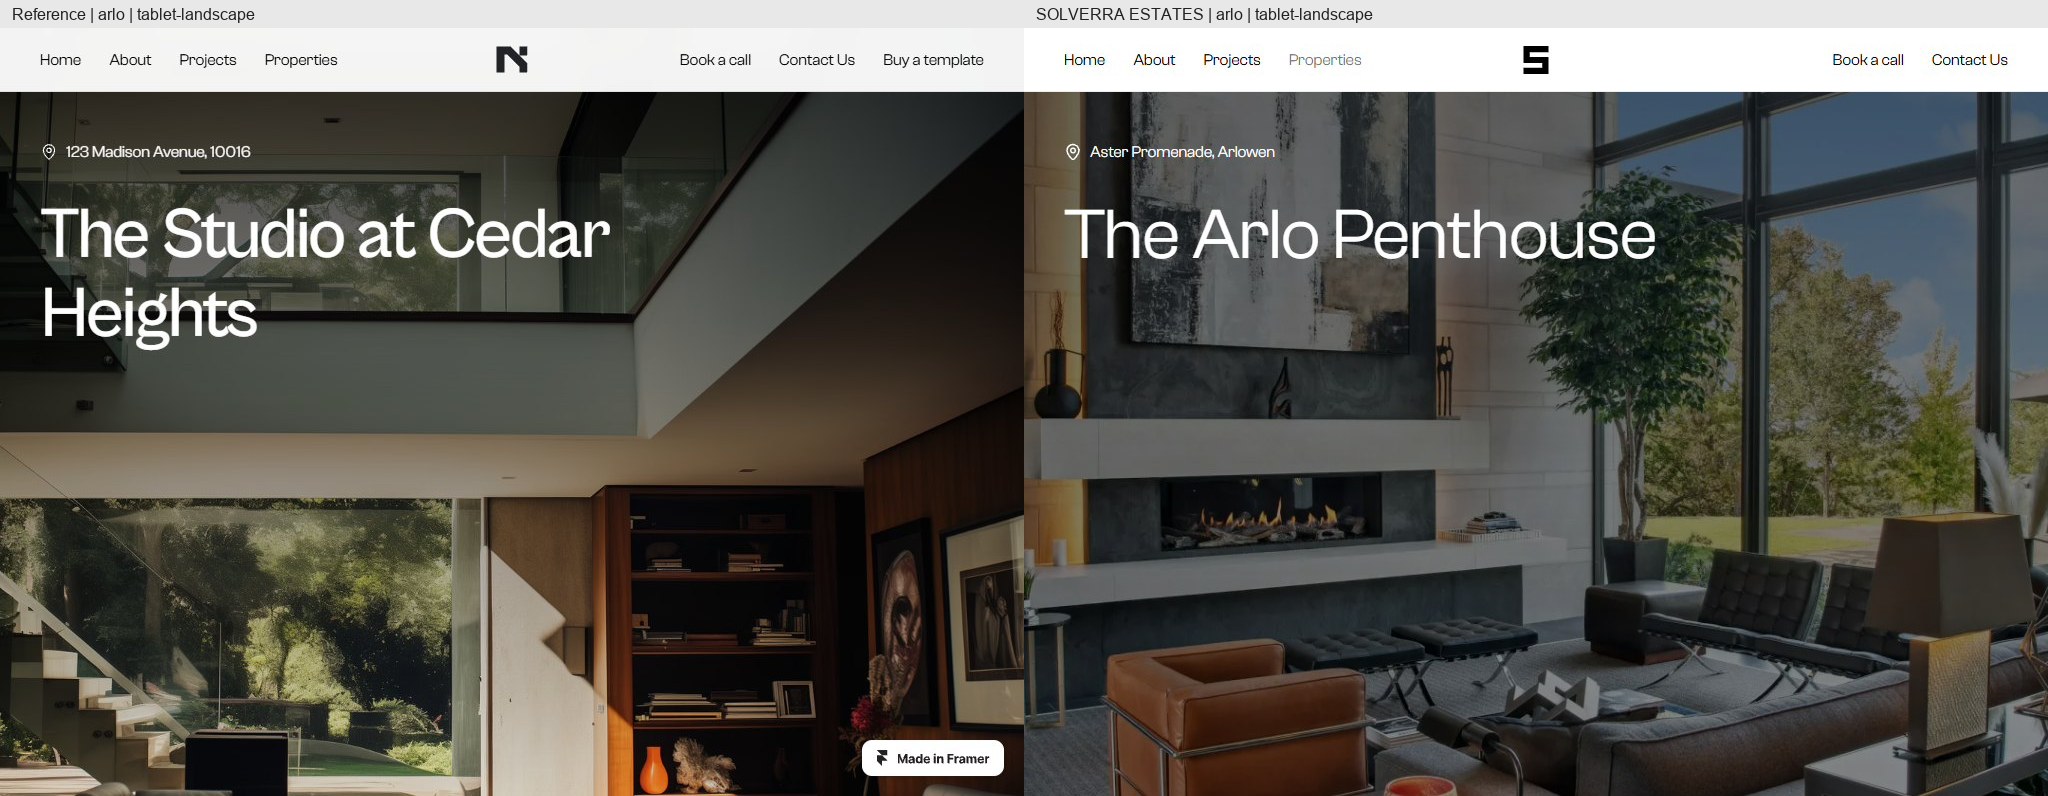 Reference | arlo | tablet-landscape
Home About Projects Properties Book a call Contact Us Buy a template
123 Madison Avenue, 10016
The Studio at Cedar
Heights
Made in Framer
SOLVERRA ESTATES | arlo | tablet-landscape
Home About Projects Properties S Book a call Contact Us
Aster Promenade, Arlowen
The Arlo Penthouse